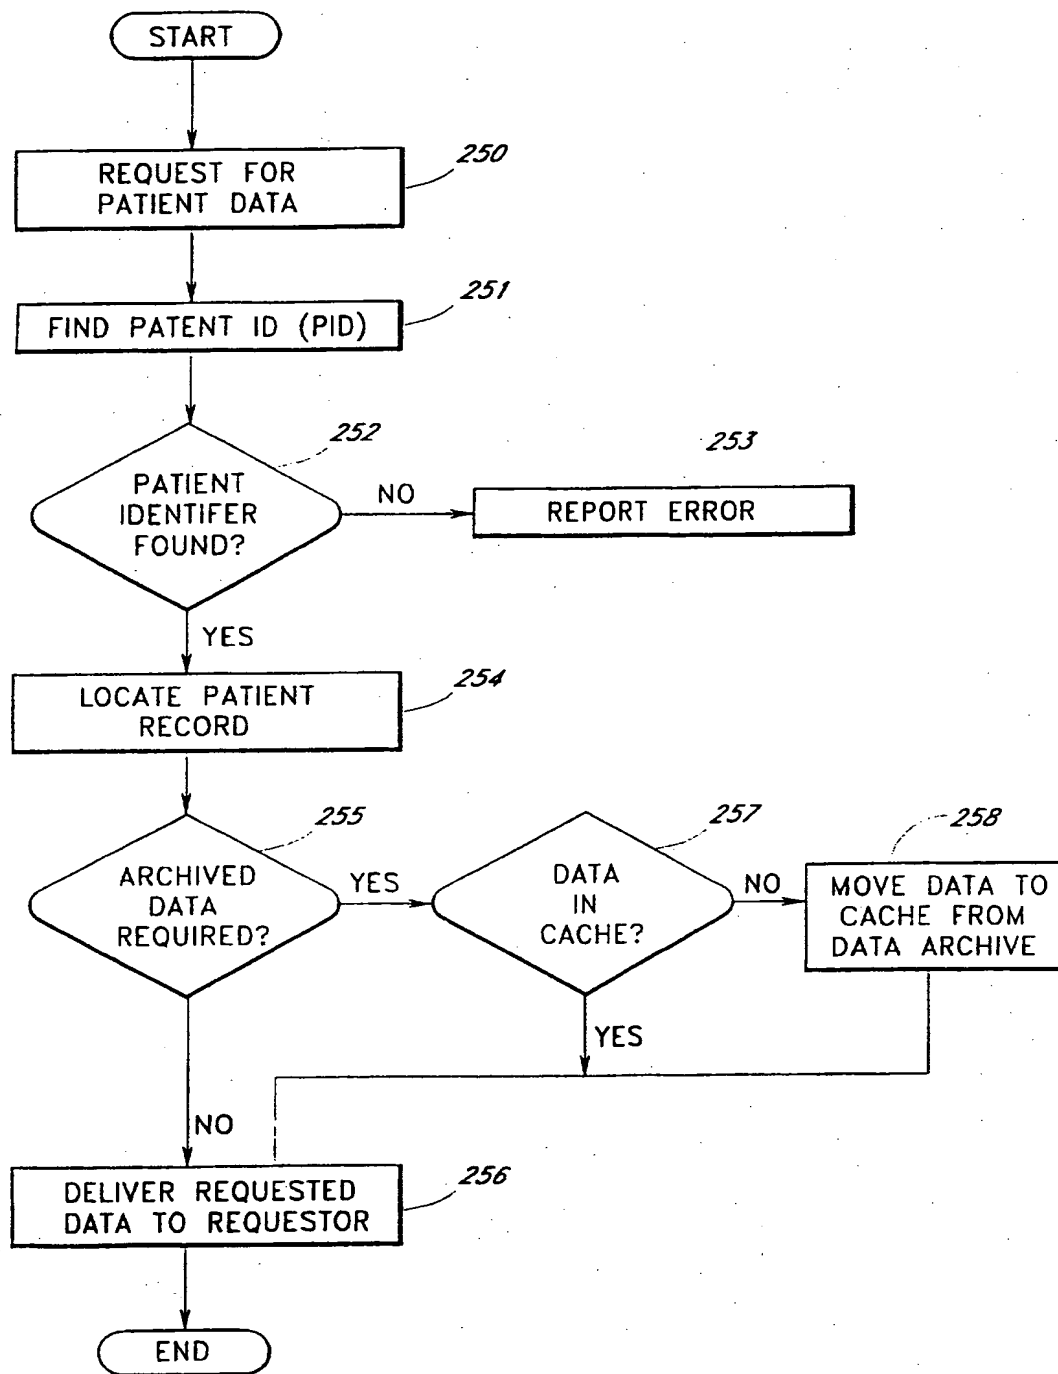 START
250
REQUEST FOR
PATIENT DATA
251
FIND PATENT ID (PID)
252
PATIENT
IDENTIFER
FOUND?
NO
253
REPORT ERROR
YES
254
LOCATE PATIENT
RECORD
255
ARCHIVED
DATA
REQUIRED?
YES
257
DATA
IN
CACHE?
NO
258
MOVE DATA TO
CACHE FROM
DATA ARCHIVE
YES
NO
256
DELIVER REQUESTED
DATA TO REQUESTOR
END